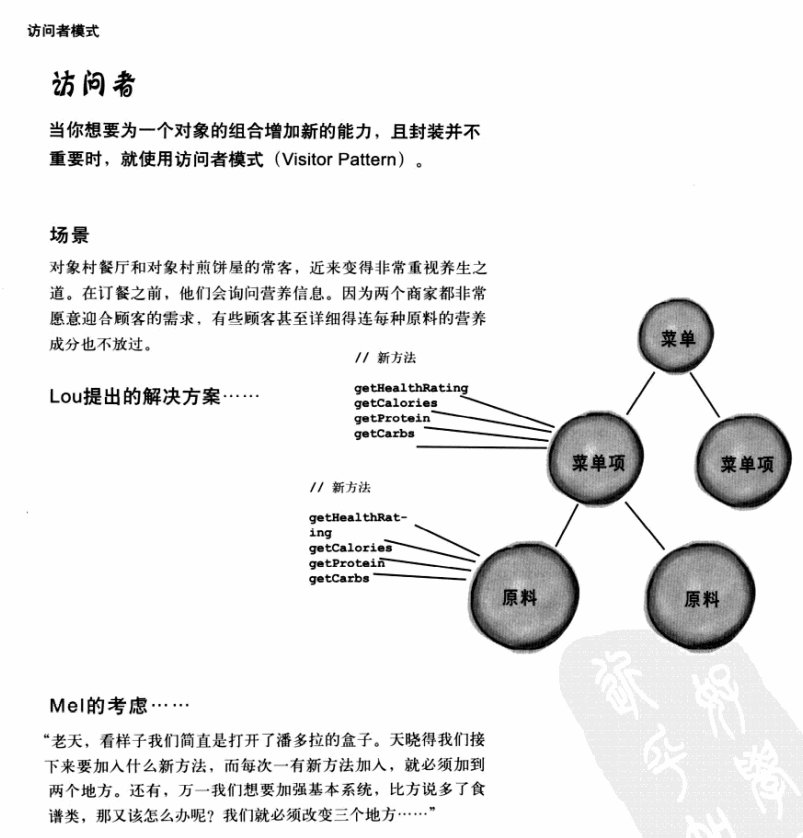 访问者模式
访问者
当你想要为一个对象的组合增加新的能力，且封装并不
重要时，就使用访问者模式（Visitor Pattern）。
场景
对象村餐厅和对象村煎饼屋的常客，近来变得非常重视养生之
道。在订餐之前，他们会询问营养信息。因为两个商家都非常
愿意迎合顾客的需求，有些顾客甚至详细得连每种原料的营养
成分也不放过。
Lou提出的解决方案……
// 新方法
getHealthRating
getCalories
getProtein
getCarbs
菜单
菜单项
菜单项
// 新方法
getHealthRat-
ing
getCalories
getProtein
getCarbs
原料
原料
Mel的考虑……
“老天，看样子我们简直是打开了潘多拉的盒子。天晓得我们接
下来要加入什么新方法，而每次一有新方法加入，就必须加到
两个地方。还有，万一我们想要加强基本系统，比方说多了食
谱类，那又该怎么办呢？我们就必须改变三个地方……”